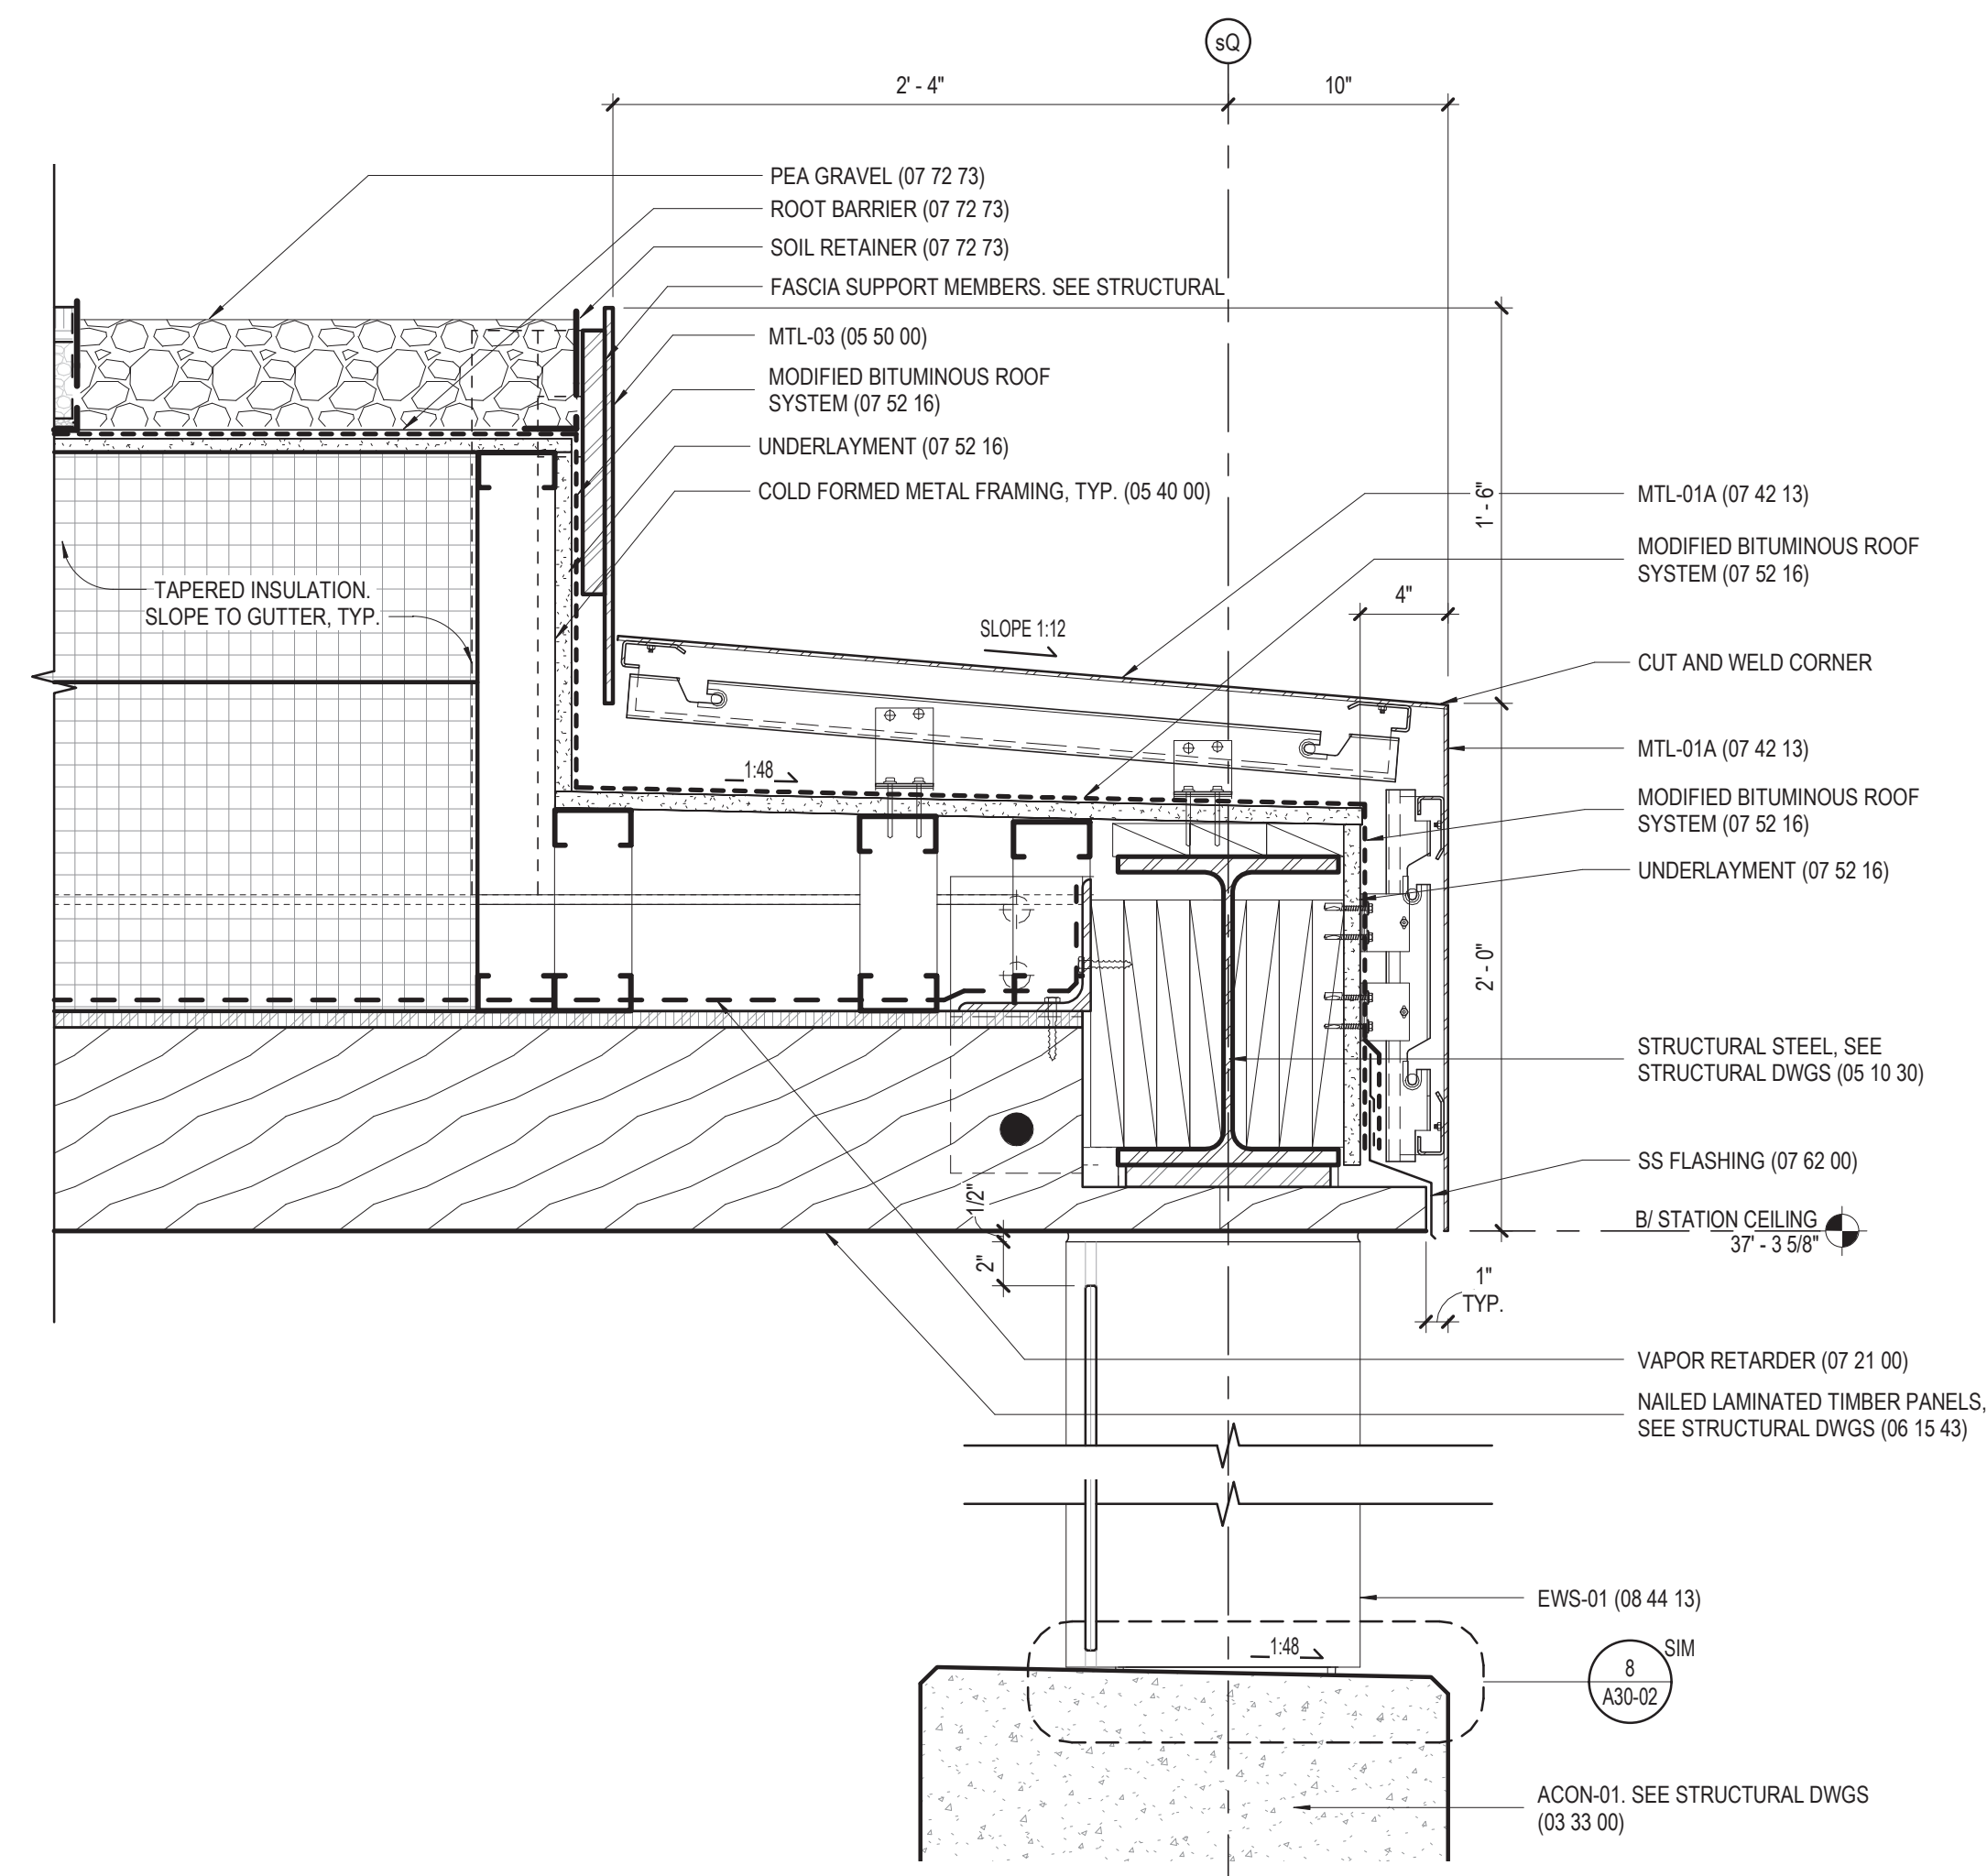 sQ
2' - 4"
10"
PEA GRAVEL (07 72 73)
ROOT BARRIER (07 72 73)
SOIL RETAINER (07 72 73)
FASCIA SUPPORT MEMBERS. SEE STRUCTURAL
MTL-03 (05 50 00)
MODIFIED BITUMINOUS ROOF
SYSTEM (07 52 16)
UNDERLAYMENT (07 52 16)
COLD FORMED METAL FRAMING, TYP. (05 40 00)
TAPERED INSULATION.
SLOPE TO GUTTER, TYP.
SLOPE 1:12
1:48
1' - 6"
4"
2' - 0"
MTL-01A (07 42 13)
MODIFIED BITUMINOUS ROOF
SYSTEM (07 52 16)
CUT AND WELD CORNER
MTL-01A (07 42 13)
MODIFIED BITUMINOUS ROOF
SYSTEM (07 52 16)
UNDERLAYMENT (07 52 16)
STRUCTURAL STEEL, SEE
STRUCTURAL DWGS (05 10 30)
SS FLASHING (07 62 00)
B/ STATION CEILING
37' - 3 5/8"
1/2"
2"
1"
TYP.
VAPOR RETARDER (07 21 00)
NAILED LAMINATED TIMBER PANELS,
SEE STRUCTURAL DWGS (06 15 43)
EWS-01 (08 44 13)
1:48
SIM
8
A30-02
ACON-01. SEE STRUCTURAL DWGS
(03 33 00)